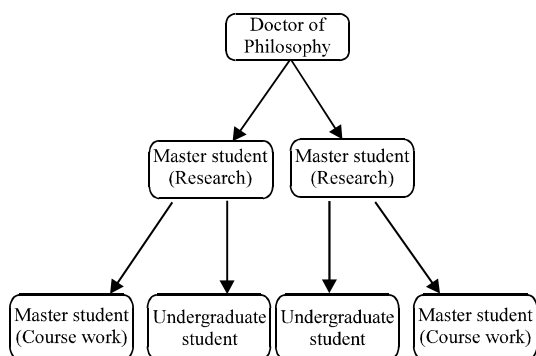 Doctor of
Philosophy
Master student
(Research)
Master student
(Research)
Master student
(Course work)
Undergraduate
student
Undergraduate
student
Master student
(Course work)